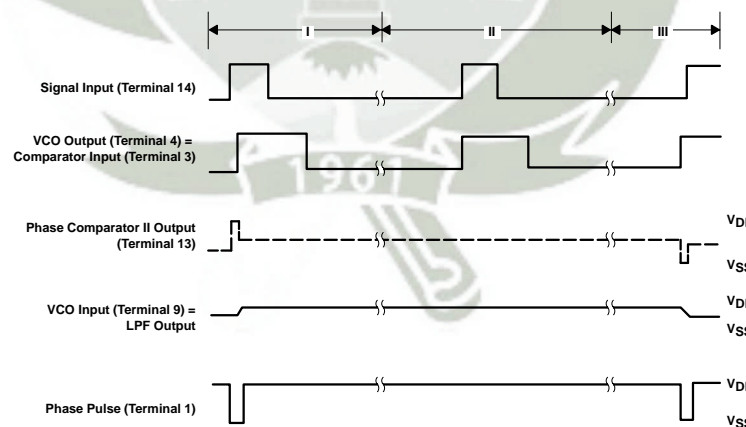 I II III
Signal Input (Terminal 14)
VCO Output (Terminal 4) =
Comparator Input (Terminal 3)
1961
Phase Comparator II Output
(Terminal 13)
VCO Input (Terminal 9) =
LPF Output
Phase Pulse (Terminal 1)